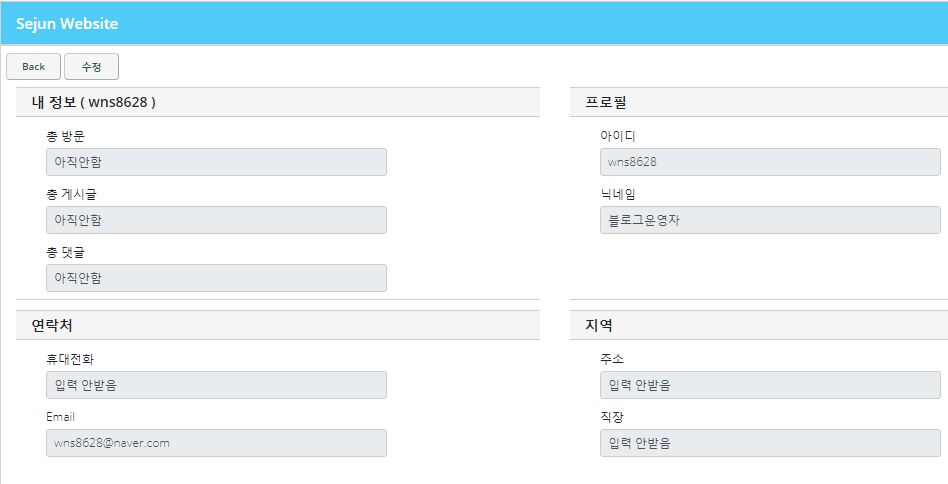 Sejun Website
Back 수정
내 정보 ( wns8628 )
총 방문
아직안함
총 게시글
아직안함
총 댓글
아직안함
프로필
아이디
wns8628
닉네임
블로그운영자
연락처
휴대전화
입력 안받음
Email
wns8628@naver.com
지역
주소
입력 안받음
직장
입력 안받음